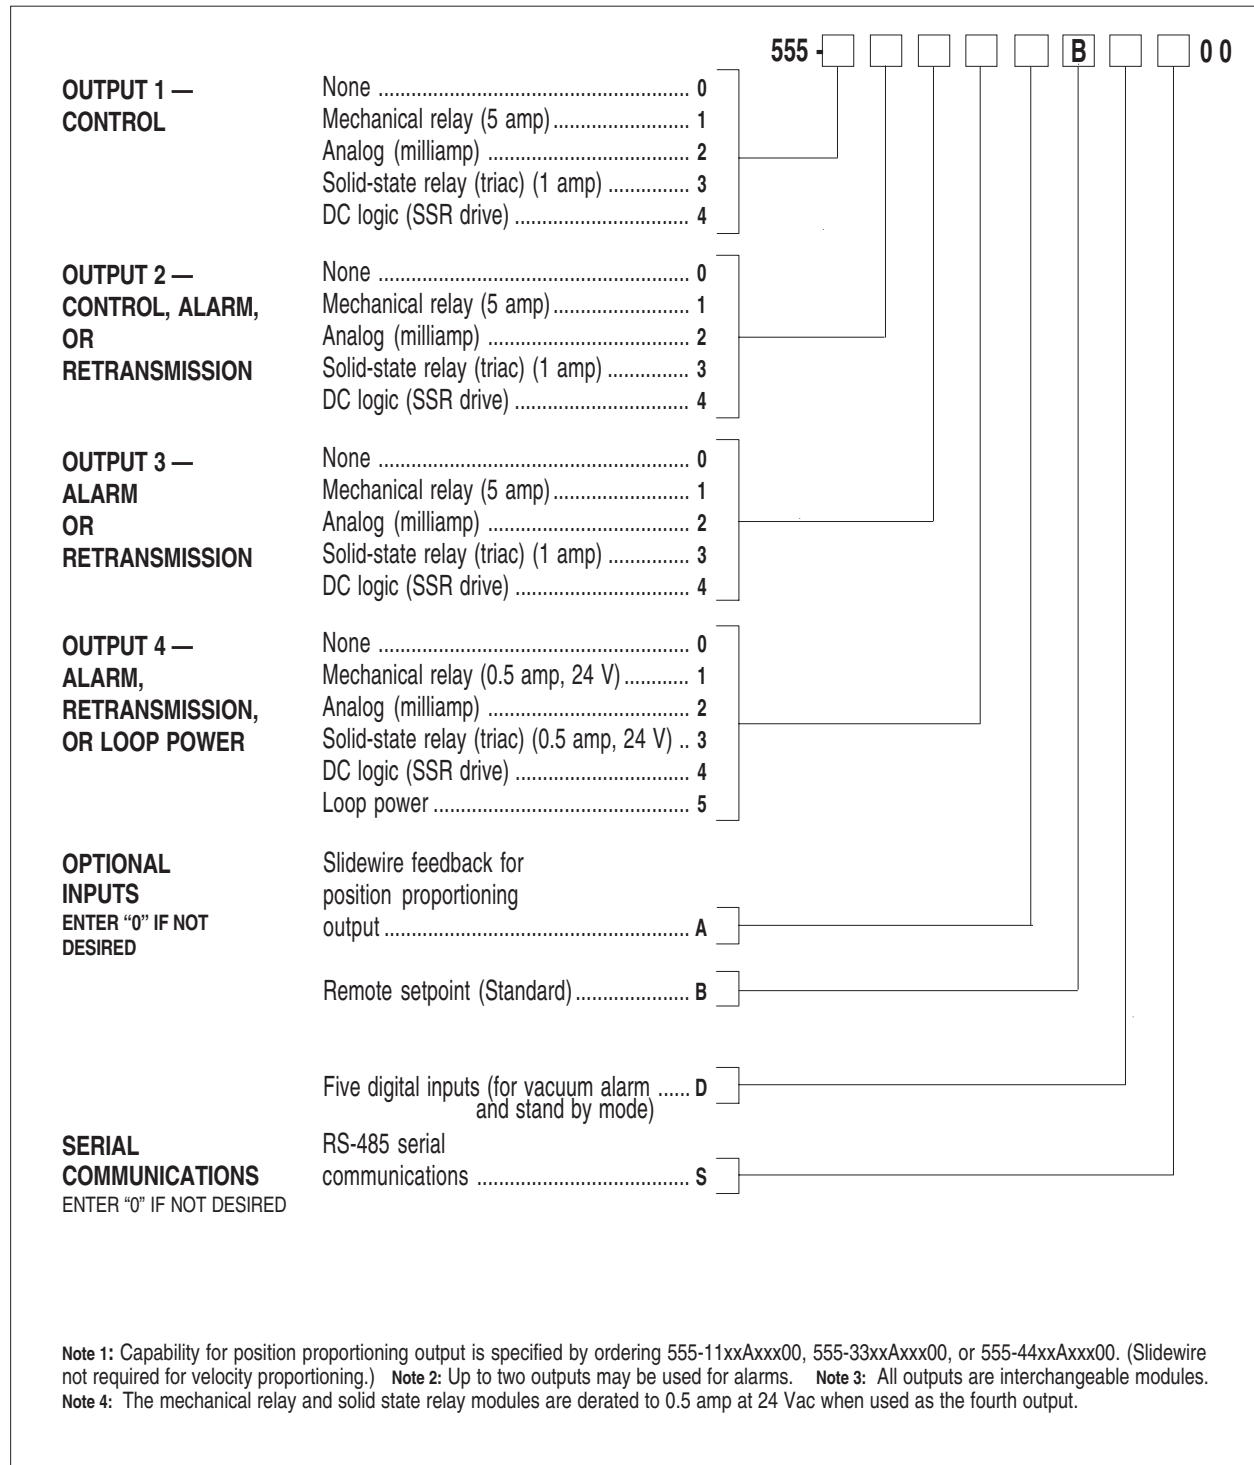 555 - B 0 0
OUTPUT 1 —
CONTROL
None .......................................................... 0
Mechanical relay (5 amp)......................... 1
Analog (milliamp) ..................................... 2
Solid-state relay (triac) (1 amp) ............... 3
DC logic (SSR drive) ................................ 4
OUTPUT 2 —
CONTROL, ALARM,
OR
RETRANSMISSION
None .......................................................... 0
Mechanical relay (5 amp)......................... 1
Analog (milliamp) ..................................... 2
Solid-state relay (triac) (1 amp) ............... 3
DC logic (SSR drive) ................................ 4
OUTPUT 3 —
ALARM
OR
RETRANSMISSION
None .......................................................... 0
Mechanical relay (5 amp)......................... 1
Analog (milliamp) ..................................... 2
Solid-state relay (triac) (1 amp) ............... 3
DC logic (SSR drive) ................................ 4
OUTPUT 4 —
ALARM,
RETRANSMISSION,
OR LOOP POWER
None .......................................................... 0
Mechanical relay (0.5 amp, 24 V)............ 1
Analog (milliamp) ..................................... 2
Solid-state relay (triac) (0.5 amp, 24 V) .. 3
DC logic (SSR drive) ................................ 4
Loop power ............................................... 5
OPTIONAL
INPUTS
ENTER “0” IF NOT
DESIRED
Slidewire feedback for
position proportioning
output ......................................................... A
Remote setpoint (Standard) ..................... B
Five digital inputs (for vacuum alarm ...... D
and stand by mode)
SERIAL
COMMUNICATIONS
ENTER “0” IF NOT DESIRED
RS-485 serial
communications ....................................... S
Note 1: Capability for position proportioning output is specified by ordering 555-11xxAxxx00, 555-33xxAxxx00, or 555-44xxAxxx00. (Slidewire
not required for velocity proportioning.) Note 2: Up to two outputs may be used for alarms. Note 3: All outputs are interchangeable modules.
Note 4: The mechanical relay and solid state relay modules are derated to 0.5 amp at 24 Vac when used as the fourth output.